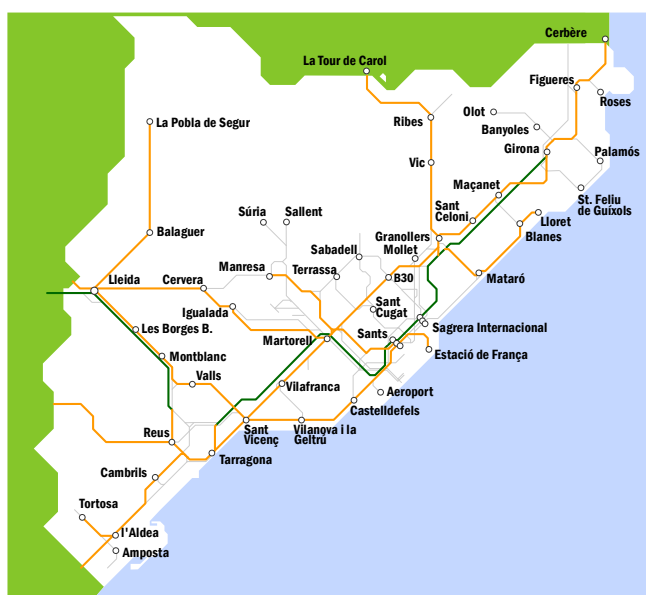 Cerbère
La Tour de Carol
Figueres
Roses
Olot
La Pobla de Segur
Ribes
Banyoles
Girona
Palamós
Vic
Maçanet
St. Feliu
de Guíxols
Sant
Celoni
Súria
Sallent
Lloret
Balaguer
Granollers
Blanes
Sabadell
Mollet
Manresa
Terrassa
B30
Mataró
Lleida
Cervera
Igualada
Sant
Cugat
Les Borges B.
Sants
Sagrera Internacional
Martorell
Montblanc
Estació de França
Valls
Vilafranca
Aeroport
Castelldefels
Reus
Sant
Vicenç
Vilanova i la
Geltrú
Tarragona
Cambrils
Tortosa
l'Aldea
Amposta